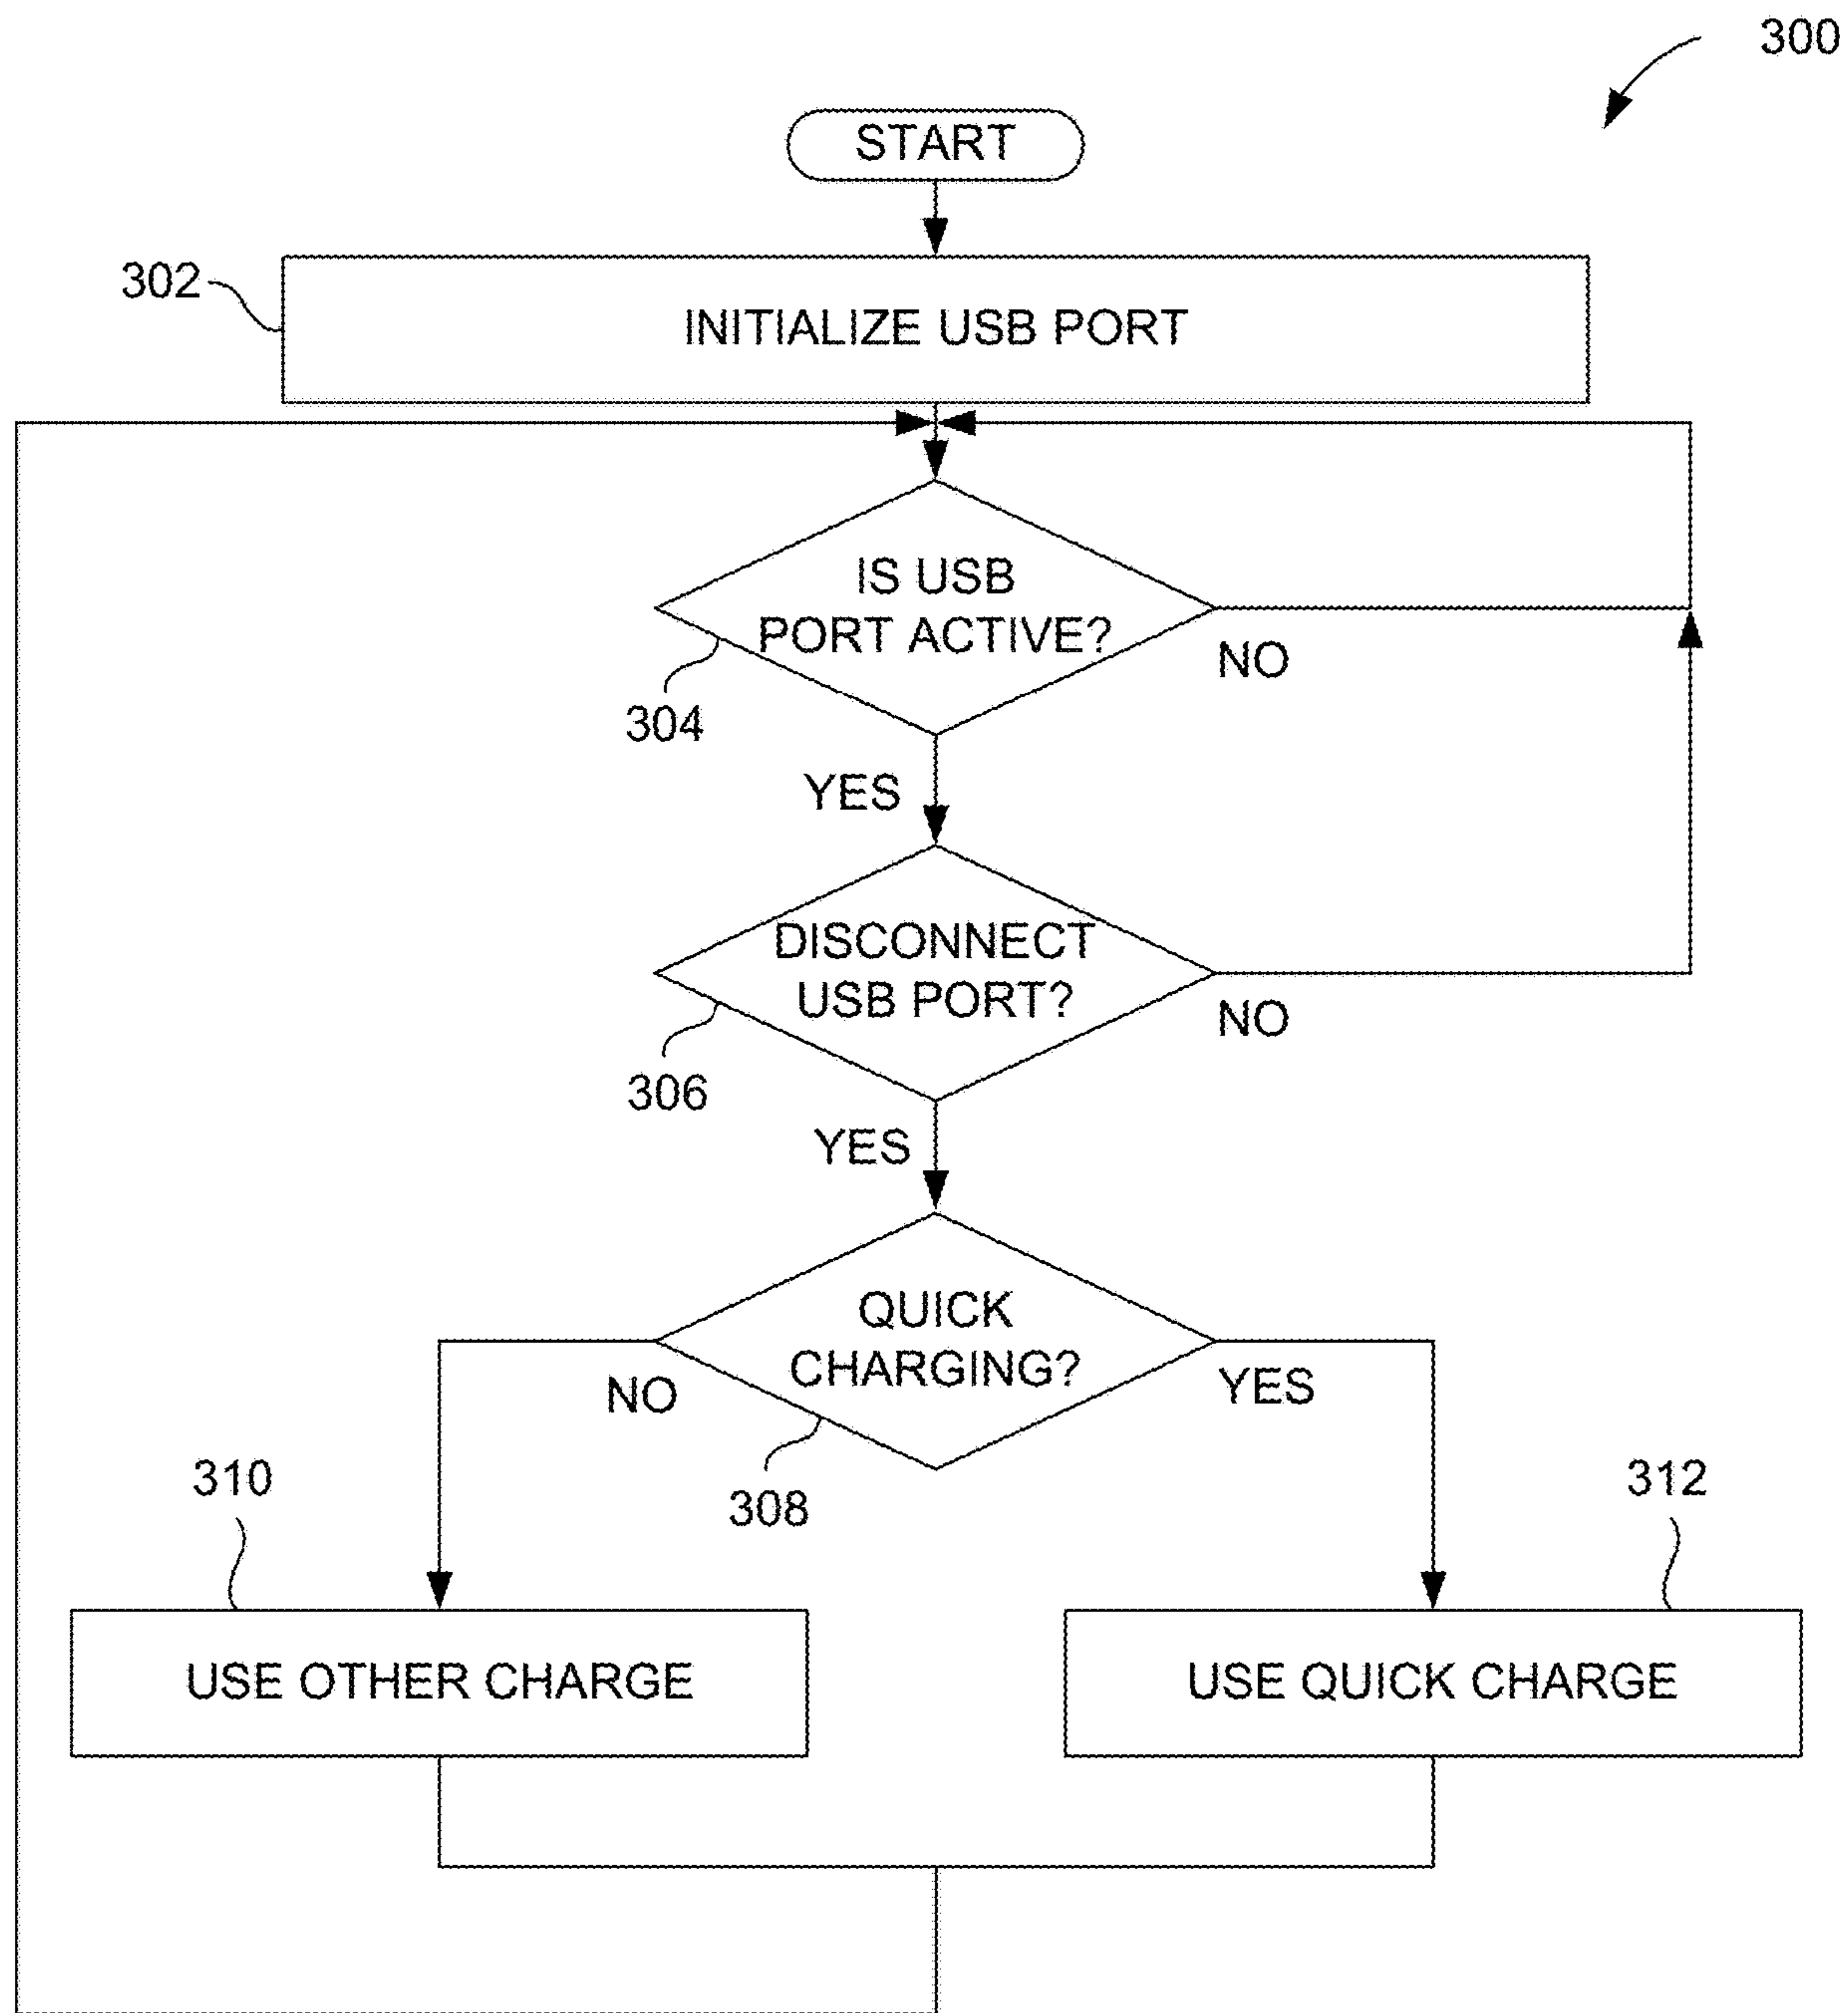 300
START
302
INITIALIZE USB PORT
IS USB
PORT ACTIVE?
NO
304
YES
DISCONNECT
USB PORT?
NO
306
YES
QUICK
CHARGING?
NO
YES
308
310
312
USE OTHER CHARGE
USE QUICK CHARGE